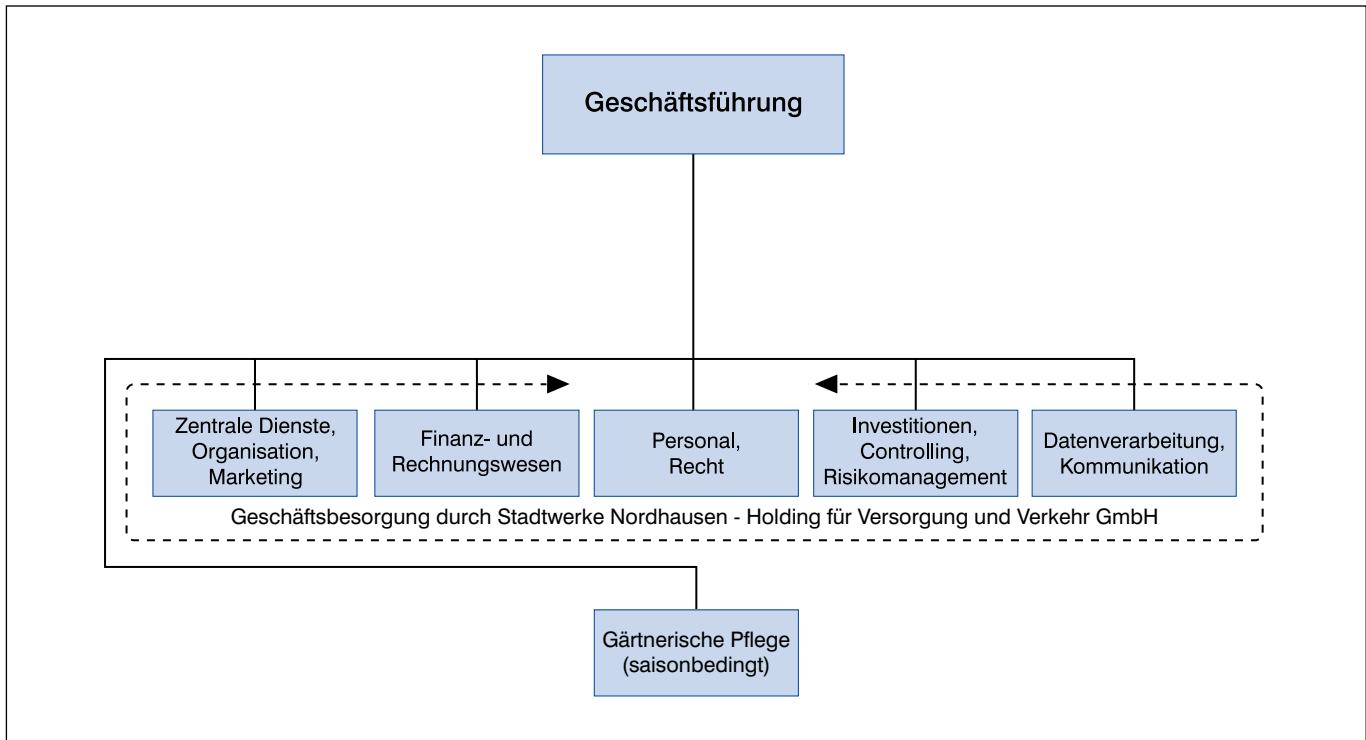 Geschäftsführung
Zentrale Dienste,
Organisation,
Marketing
Finanz- und
Rechnungswesen
Personal,
Recht
Investitionen,
Controlling,
Risikomanagement
Datenverarbeitung,
Kommunikation
Geschäftsbesorgung durch Stadtwerke Nordhausen - Holding für Versorgung und Verkehr GmbH
Gärtnerische Pflege
(saisonbedingt)